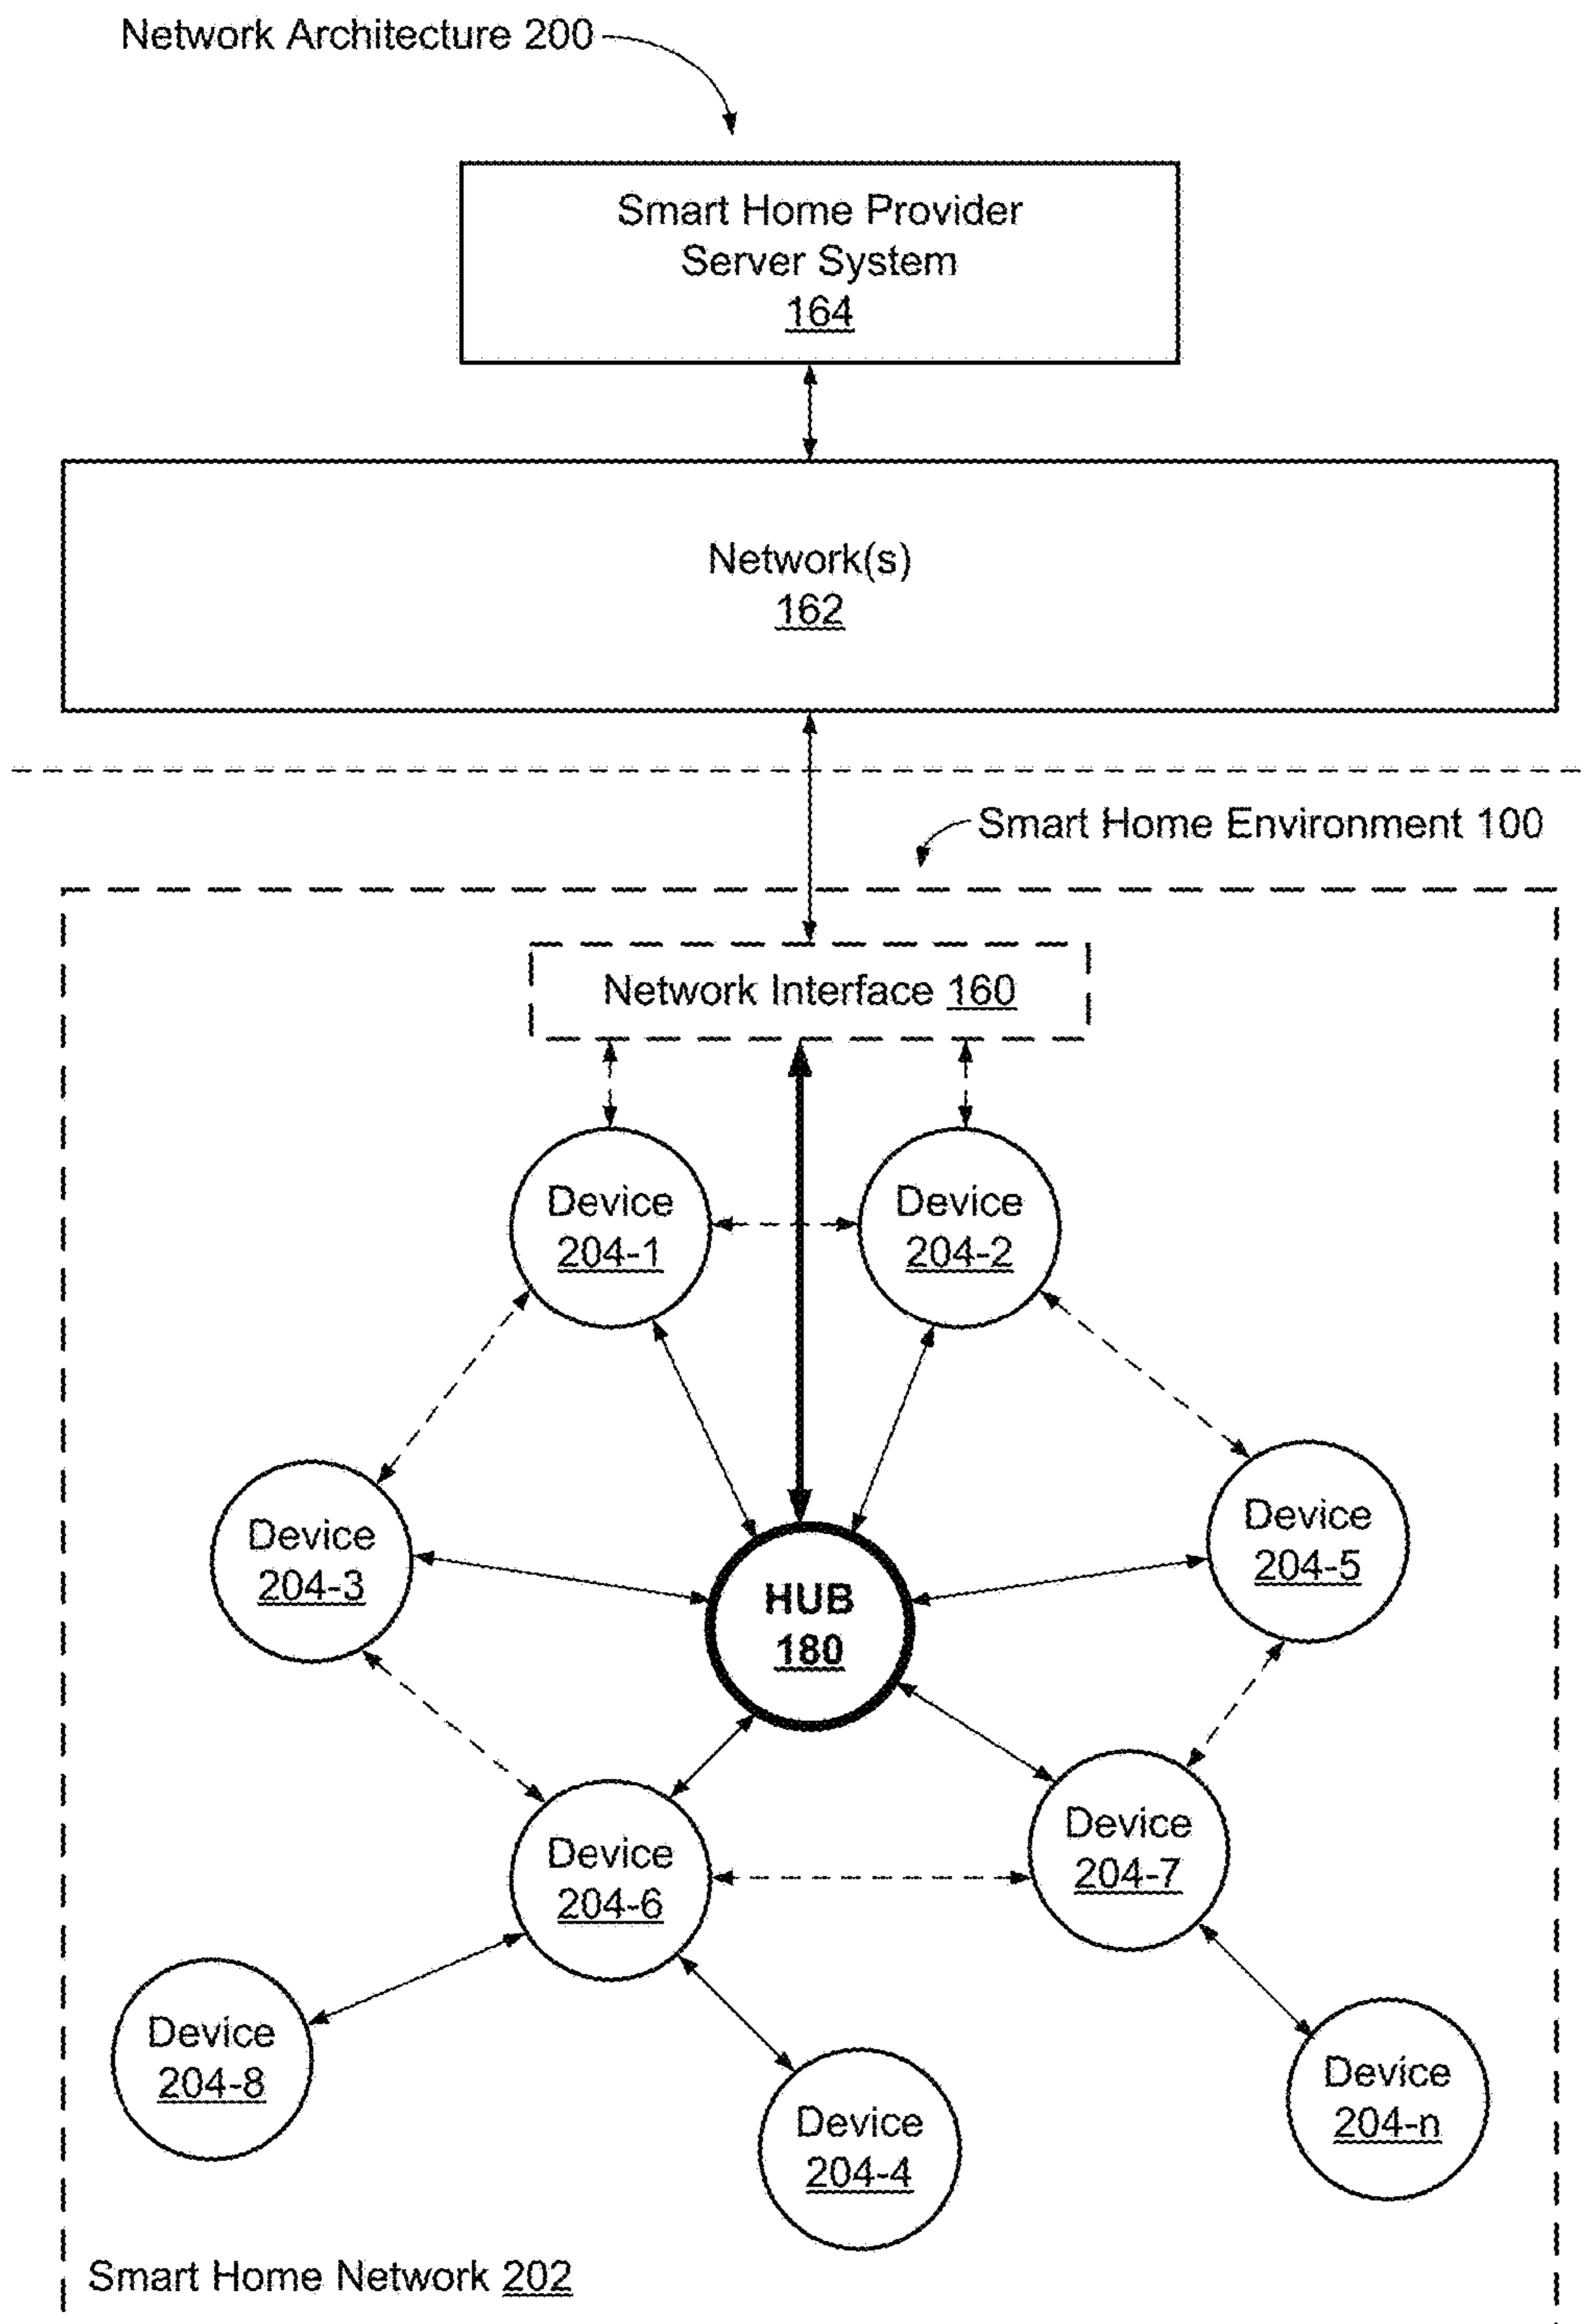 Network Architecture 200
Smart Home Provider
Server System
164
Network(s)
162
Smart Home Environment 100
Network Interface 160
Device
204-1
Device
204-2
Device
204-3
Device
204-5
HUB
180
Device
204-6
Device
204-7
Device
204-8
Device
204-4
Device
204-n
Smart Home Network 202